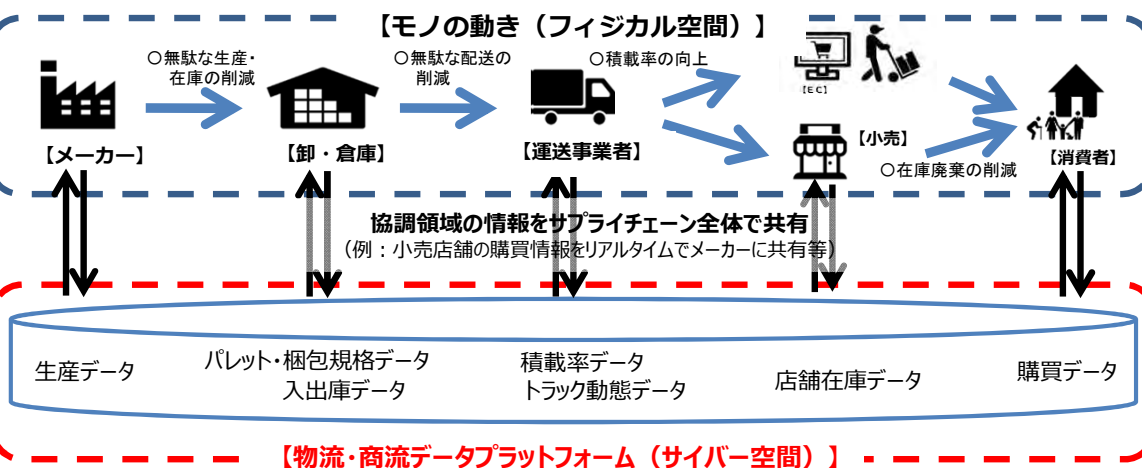 【モノの動き（フィジカル空間）】
○無駄な生産・
在庫の削減
○無駄な配送の
削減
○積載率の向上
【EC】
【メーカー】
【卸・倉庫】
【運送事業者】
【小売】
○在庫廃棄の削減
【消費者】
協調領域の情報をサプライチェーン全体で共有
（例：小売店舗の購買情報をリアルタイムでメーカーに共有等）
生産データ
パレット・梱包規格データ
入出庫データ
積載率データ
トラック動態データ
店舗在庫データ
購買データ
【物流・商流データプラットフォーム（サイバー空間）】